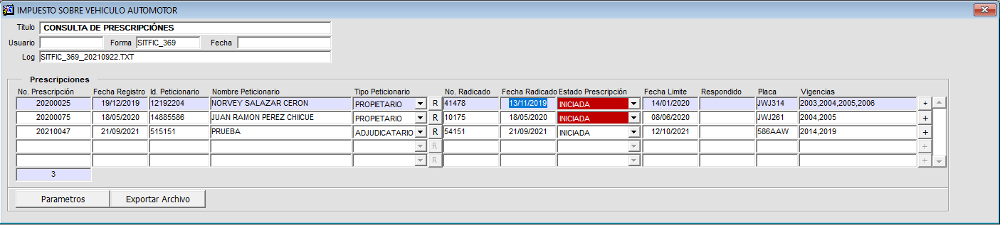 IMPUESTO SOBRE VEHICULO AUTOMOTOR
Titulo CONSULTA DE PRESCRIPCIÓNES
Usuario Forma SITFIC_369 Fecha
Log SITFIC_369_20210922.TXT
Prescripciones
No. Prescripción Fecha Registro Id. Peticionario Nombre Peticionario Tipo Peticionario No. Radicado Fecha Radicado Estado Prescripción Fecha Limite Respondido Placa Vigencias
20200025 19/12/2019 12192204 NORVEY SALAZAR CERON PROPIETARIO R 41478 13/11/2019 INICIADA 14/01/2020 JWJ314 2003,2004,2005,2006 +
20200075 18/05/2020 14885586 JUAN RAMON PEREZ CHIICUE PROPIETARIO R 10175 18/05/2020 INICIADA 08/06/2020 JWJ261 2004,2005 +
20210047 21/09/2021 515151 PRUEBA ADJUDICATARIO R 54151 21/09/2021 INICIADA 12/10/2021 586AAW 2014,2019 +
R +
R +
3
Parametros Exportar Archivo